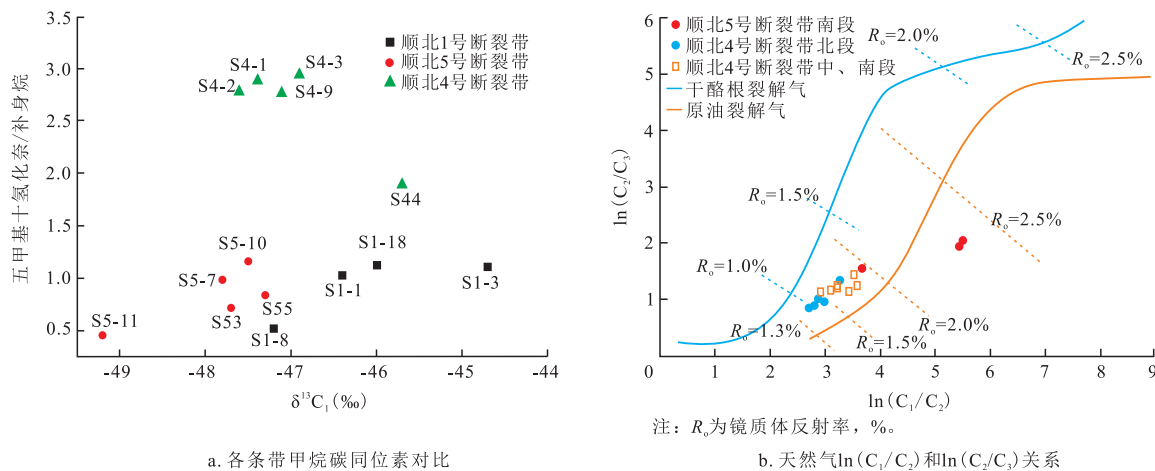 3.5
3.0
2.5
2.0
1.5
1.0
0.5
五甲基十氢化奈/补身烷
■ 顺北1号断裂带
● 顺北5号断裂带
▲ 顺北4号断裂带
S4-1
S4-3
S4-2
S4-9
S44
S5-10
S1-18
S5-7
S1-1
S1-3
S53
S55
S5-11
S1-8
-49 -48 -47 -46 -45 -44
δ¹³C₁(‰)
a. 各条带甲烷碳同位素对比
6
5
4
3
2
1
0
ln(C₂/C₃)
顺北5号断裂带南段
顺北4号断裂带北段
顺北4号断裂带中、南段
干酪根裂解气
原油裂解气
Rₒ=2.0%
Rₒ=2.5%
Rₒ=1.5%
Rₒ=2.5%
Rₒ=1.0%
Rₒ=2.0%
Rₒ=1.3%
Rₒ=1.5%
1 2 3 4 5 6 7 8 9
ln(C₁/C₂)
注：Rₒ为镜质体反射率，%。
b. 天然气ln(C₁/C₂)和ln(C₂/C₃)关系